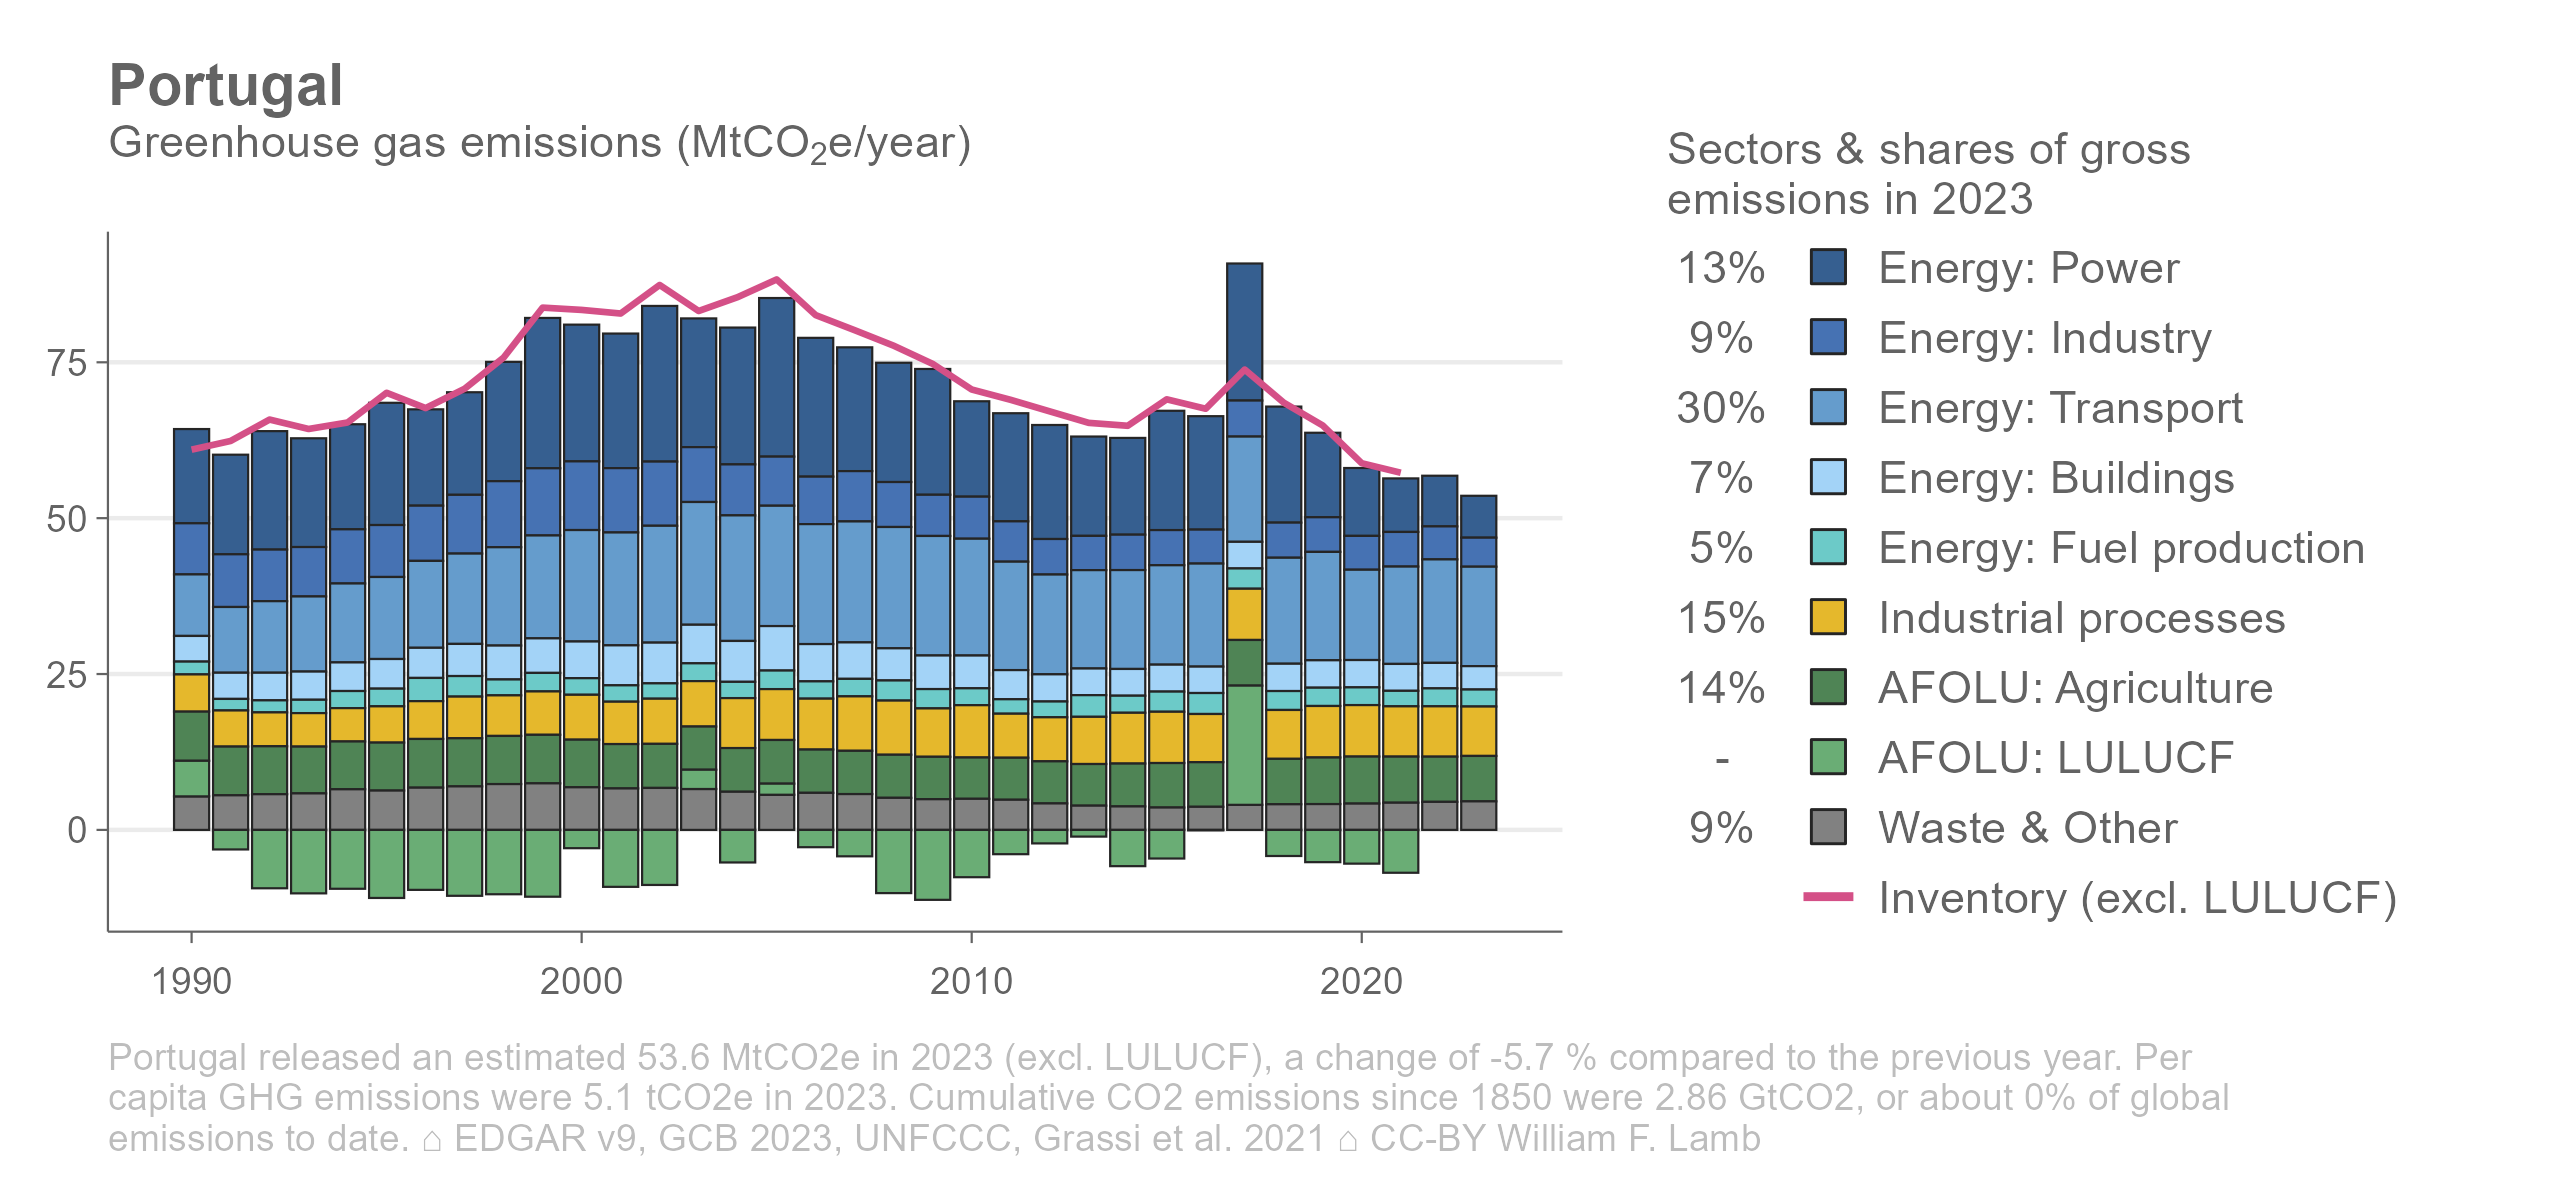 Portugal
Greenhouse gas emissions (MtCO₂e/year)
Sectors & shares of gross
emissions in 2023
13% Energy: Power
9% Energy: Industry
30% Energy: Transport
7% Energy: Buildings
5% Energy: Fuel production
15% Industrial processes
14% AFOLU: Agriculture
- AFOLU: LULUCF
9% Waste & Other
Inventory (excl. LULUCF)
75
50
25
0
1990 2000 2010 2020
Portugal released an estimated 53.6 MtCO2e in 2023 (excl. LULUCF), a change of -5.7 % compared to the previous year. Per
capita GHG emissions were 5.1 tCO2e in 2023. Cumulative CO2 emissions since 1850 were 2.86 GtCO2, or about 0% of global
emissions to date. ⌂ EDGAR v9, GCB 2023, UNFCCC, Grassi et al. 2021 ⌂ CC-BY William F. Lamb